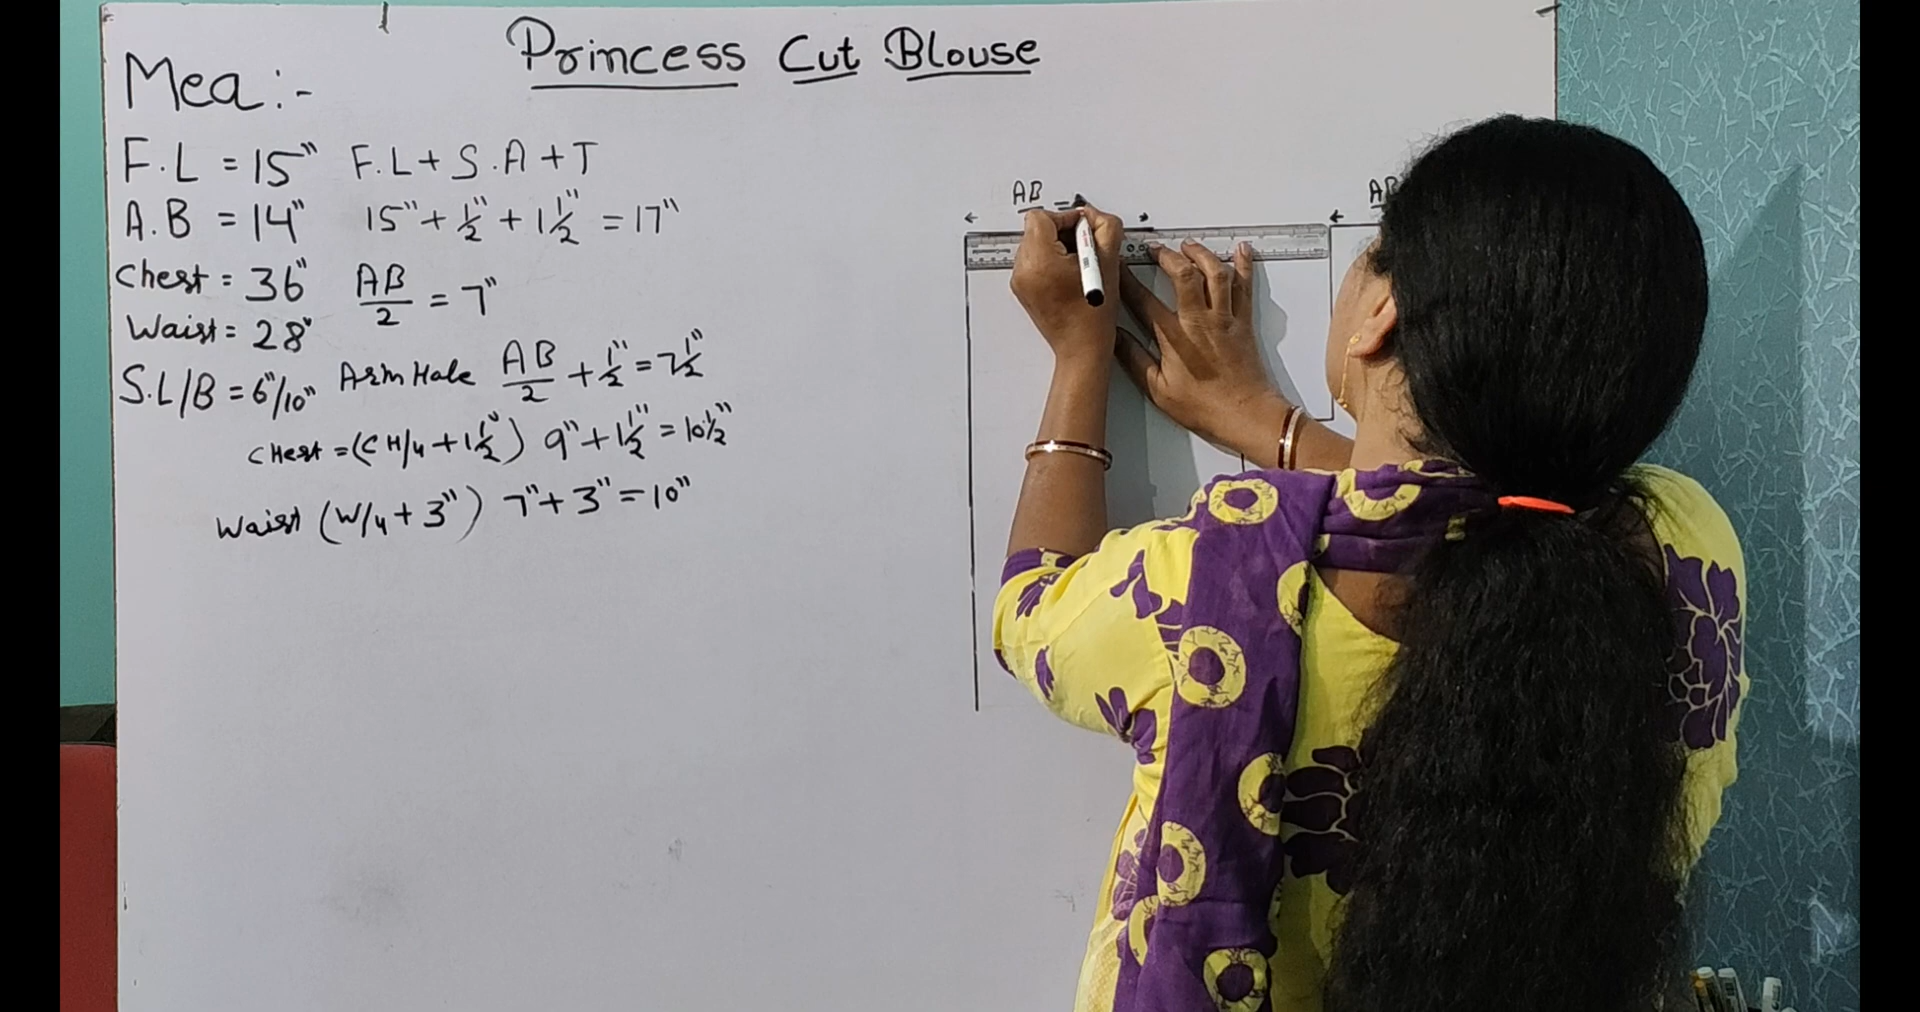 Princess Cut Blouse
Mea:-
F.L = 15" F.L + S.A + T
A.B = 14" 15" + 1/2" + 1 1/2" = 17"
Chest = 36" AB/2 = 7"
Waist = 28"
S.L/B = 6"/10" Arm Hole AB/2 + 1/2" = 7 1/2"
Chest = (CH/4 + 1 1/2") 9" + 1 1/2" = 10 1/2"
Waist (W/4 + 3") 7" + 3" = 10"
AB =
AB